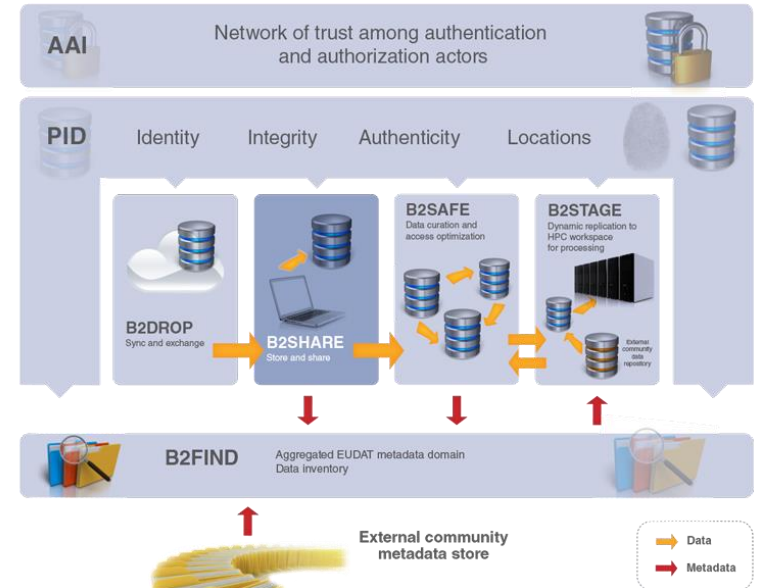 AAI
Network of trust among authentication
and authorization actors
PID
Identity
Integrity
Authenticity
Locations
B2DROP
Sync and exchange
B2SHARE
Store and share
B2SAFE
Data curation and
access optimization
B2STAGE
Dynamic replication to
HPC workspace
for processing
External
community
data
repository
B2FIND
Aggregated EUDAT metadata domain
Data inventory
External community
metadata store
Data
Metadata